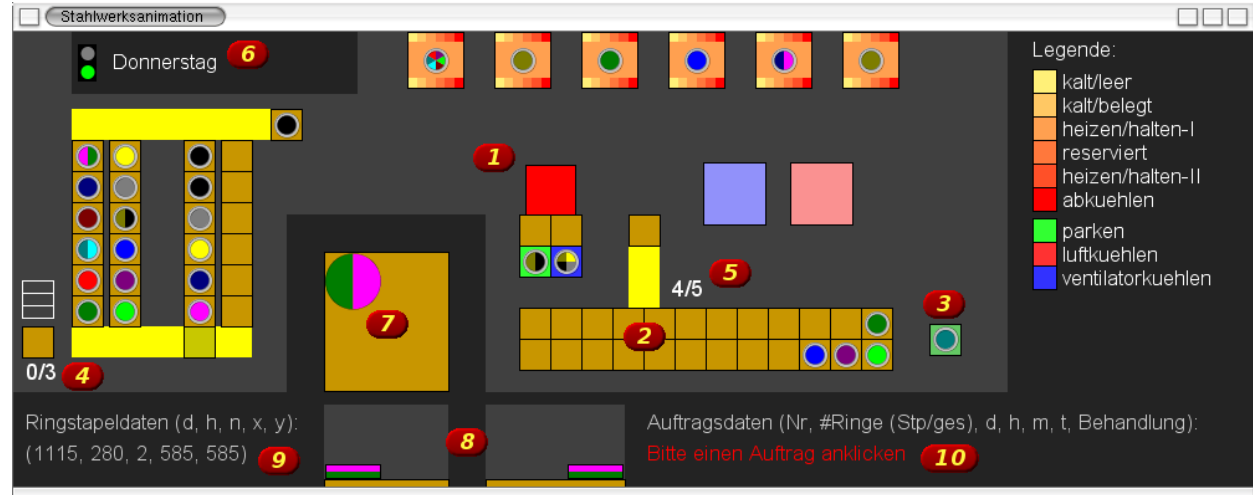 Stahlwerksanimation
Donnerstag
6
Legende:
kalt/leer
kalt/belegt
heizen/halten-I
reserviert
heizen/halten-II
abkuehlen
parken
luftkuehlen
ventilatorkuehlen
1
5
4/5
3
2
7
0/3
4
Ringstapeldaten (d, h, n, x, y):
(1115, 280, 2, 585, 585)
9
8
Auftragsdaten (Nr, #Ringe (Stp/ges), d, h, m, t, Behandlung):
Bitte einen Auftrag anklicken
10